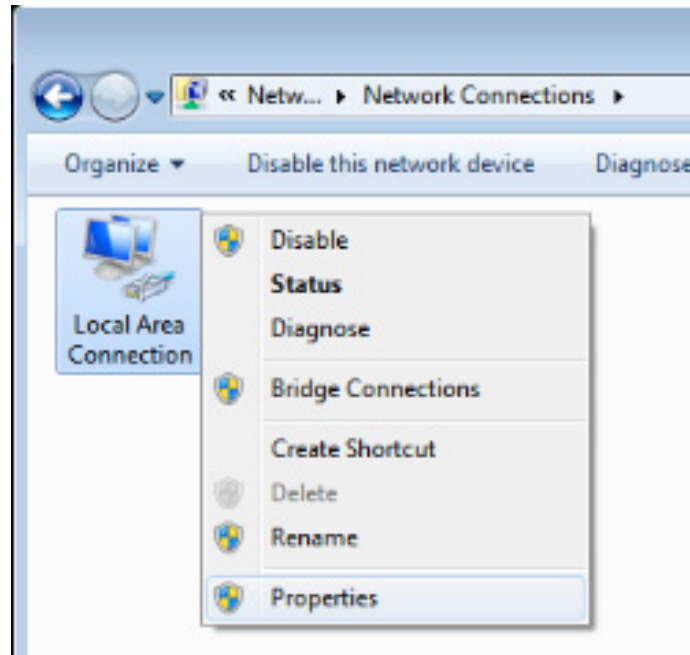 « Netw... ▸ Network Connections ▸
Organize ▾ Disable this network device Diagnose
Local Area
Connection
Disable
Status
Diagnose
Bridge Connections
Create Shortcut
Delete
Rename
Properties